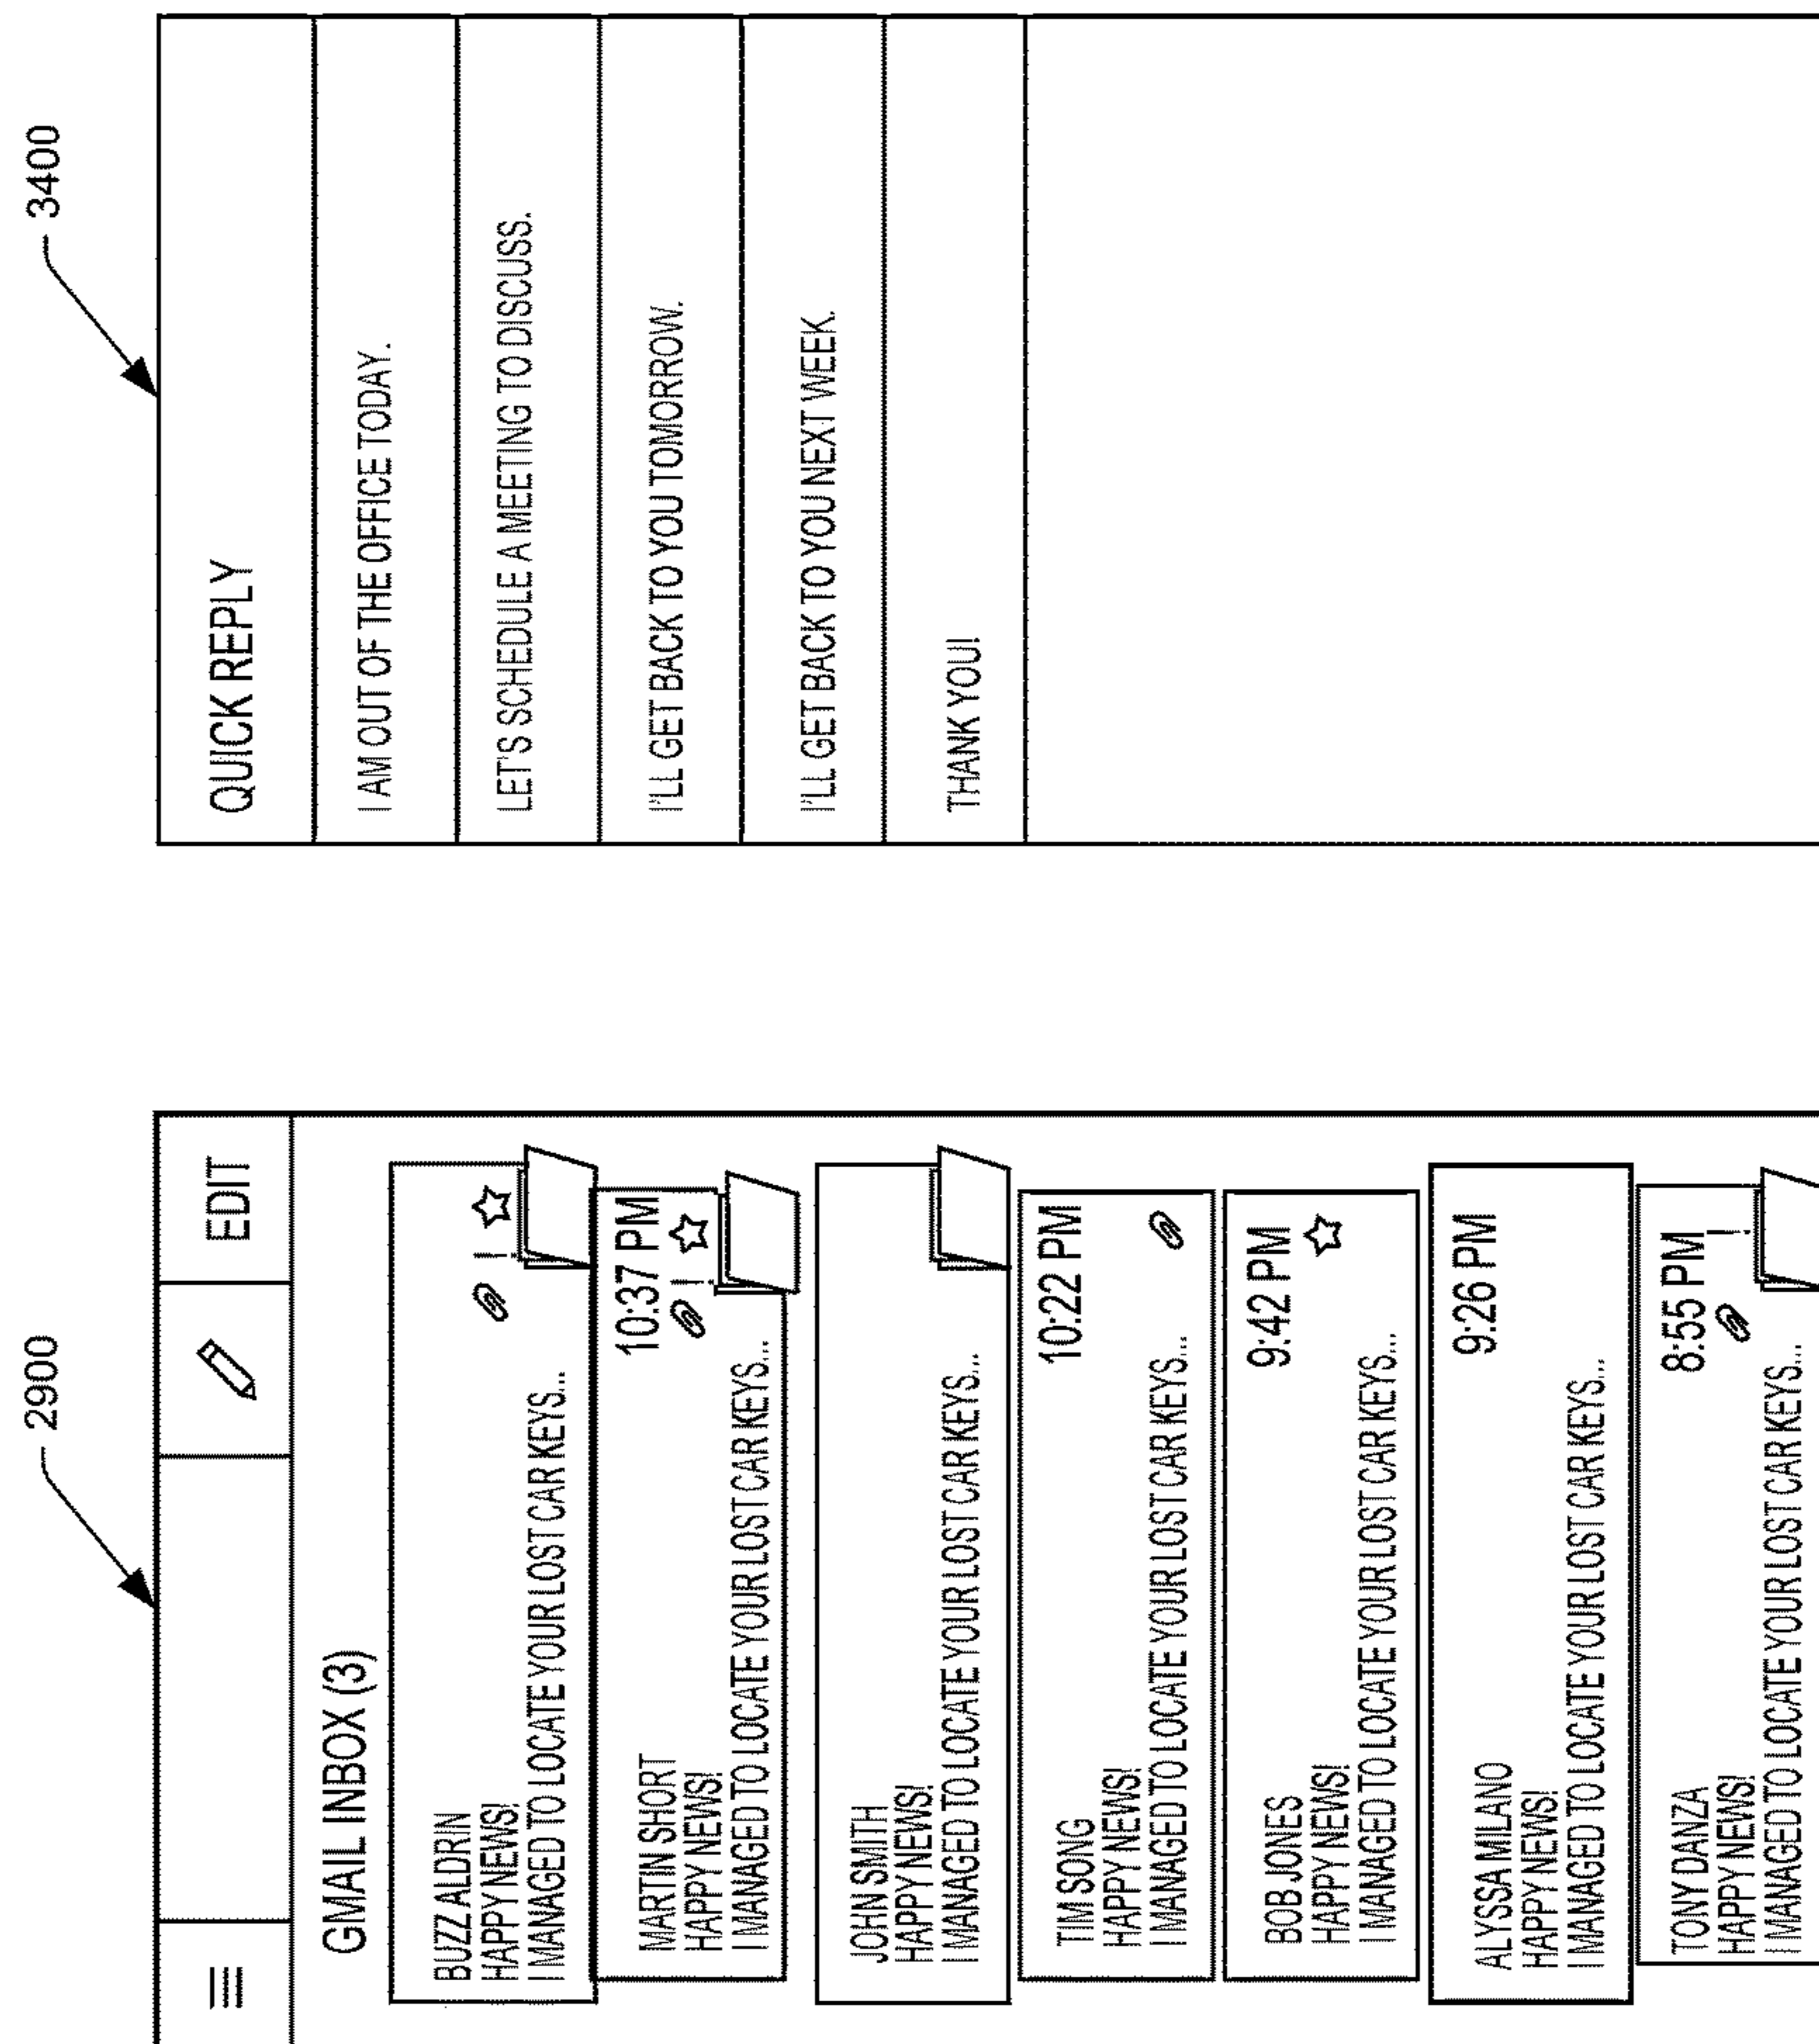 2900
EDIT
GMAIL INBOX (3)
BUZZ ALDRIN
HAPPY NEWS!
I MANAGED TO LOCATE YOUR LOST CAR KEYS...
!
10:37 PM
MARTIN SHORT
HAPPY NEWS!
!
I MANAGED TO LOCATE YOUR LOST CAR KEYS...
JOHN SMITH
HAPPY NEWS!
I MANAGED TO LOCATE YOUR LOST CAR KEYS...
TIM SONG 10:22 PM
HAPPY NEWS!
I MANAGED TO LOCATE YOUR LOST CAR KEYS...
BOB JONES 9:42 PM
HAPPY NEWS!
I MANAGED TO LOCATE YOUR LOST CAR KEYS...
ALYSSA MILANO 9:26 PM
HAPPY NEWS!
I MANAGED TO LOCATE YOUR LOST CAR KEYS...
TONY DANZA 8:55 PM
HAPPY NEWS! !
I MANAGED TO LOCATE YOUR LOST CAR KEYS...
3400
QUICK REPLY
I AM OUT OF THE OFFICE TODAY.
LET'S SCHEDULE A MEETING TO DISCUSS.
I'LL GET BACK TO YOU TOMORROW.
I'LL GET BACK TO YOU NEXT WEEK.
THANK YOU!